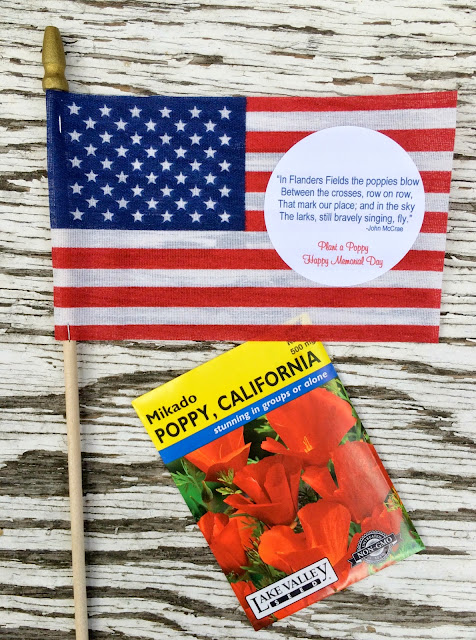 "In Flanders Fields the poppies blow
Between the crosses, row on row,
That mark our place; and in the sky
The larks, still bravely singing, fly."
-John McCrae
Plant a Poppy
Happy Memorial Day
500 mg
Mikado
POPPY, CALIFORNIA
stunning in groups or alone
NON-GMO
LAKE VALLEY
SEED